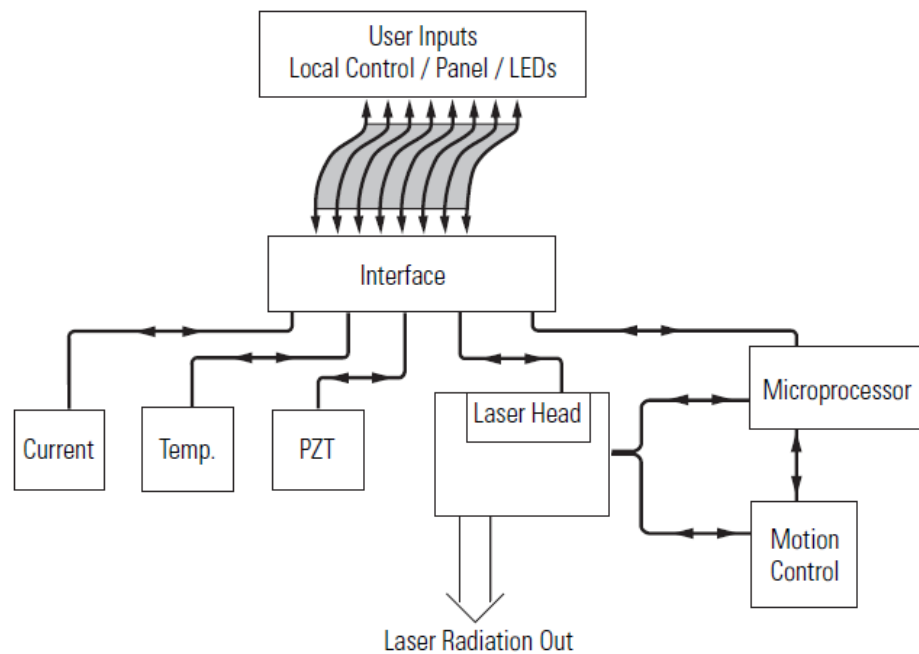 User Inputs
Local Control / Panel / LEDs
Interface
Current
Temp.
PZT
Laser Head
Microprocessor
Motion
Control
Laser Radiation Out